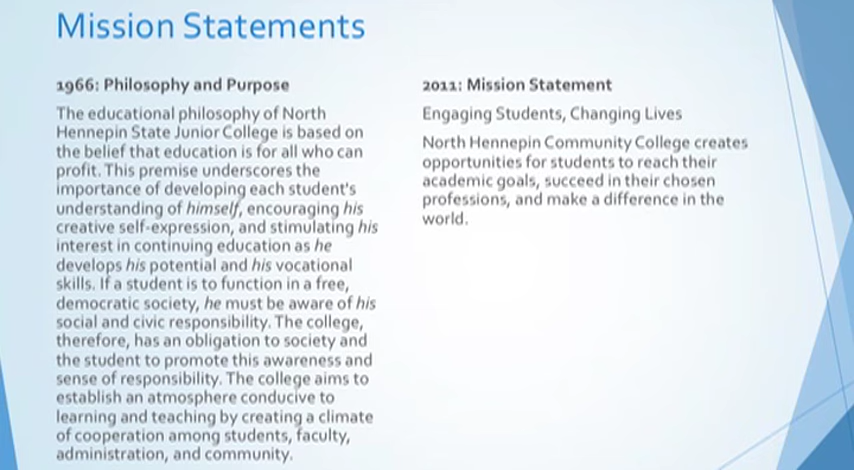 Mission Statements
1966: Philosophy and Purpose
The educational philosophy of North
Hennepin State Junior College is based on
the belief that education is for all who can
profit. This premise underscores the
importance of developing each student's
understanding of himself, encouraging his
creative self-expression, and stimulating his
interest in continuing education as he
develops his potential and his vocational
skills. If a student is to function in a free,
democratic society, he must be aware of his
social and civic responsibility. The college,
therefore, has an obligation to society and
the student to promote this awareness and
sense of responsibility. The college aims to
establish an atmosphere conducive to
learning and teaching by creating a climate
of cooperation among students, faculty,
administration, and community.
2011: Mission Statement
Engaging Students, Changing Lives
North Hennepin Community College creates
opportunities for students to reach their
academic goals, succeed in their chosen
professions, and make a difference in the
world.